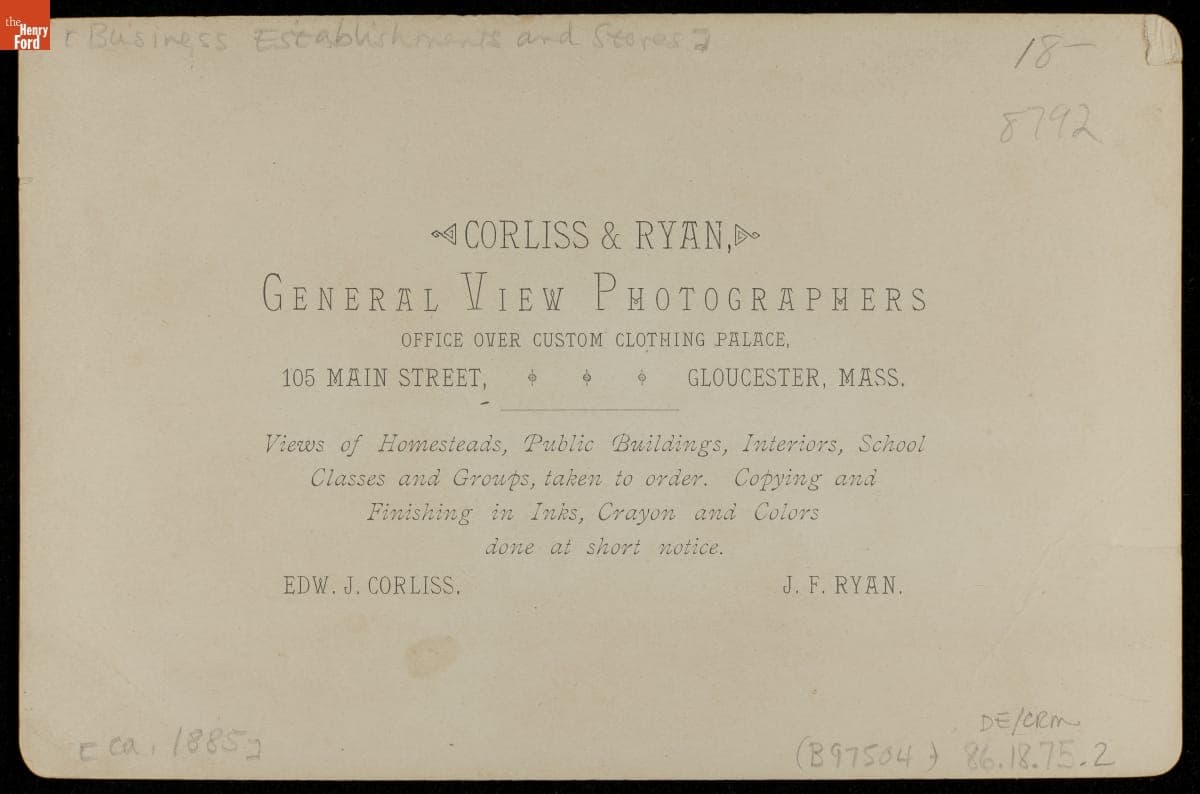 the
Henry
Ford
[Business Establishments and Stores]
18-
8792
CORLISS & RYAN,
GENERAL VIEW PHOTOGRAPHERS
OFFICE OVER CUSTOM CLOTHING PALACE,
105 MAIN STREET, GLOUCESTER, MASS.
Views of Homesteads, Public Buildings, Interiors, School
Classes and Groups, taken to order. Copying and
Finishing in Inks, Crayon and Colors
done at short notice.
EDW. J. CORLISS. J. F. RYAN.
[ca. 1885]
DE/CRM
(B97504) 86.18.75.2